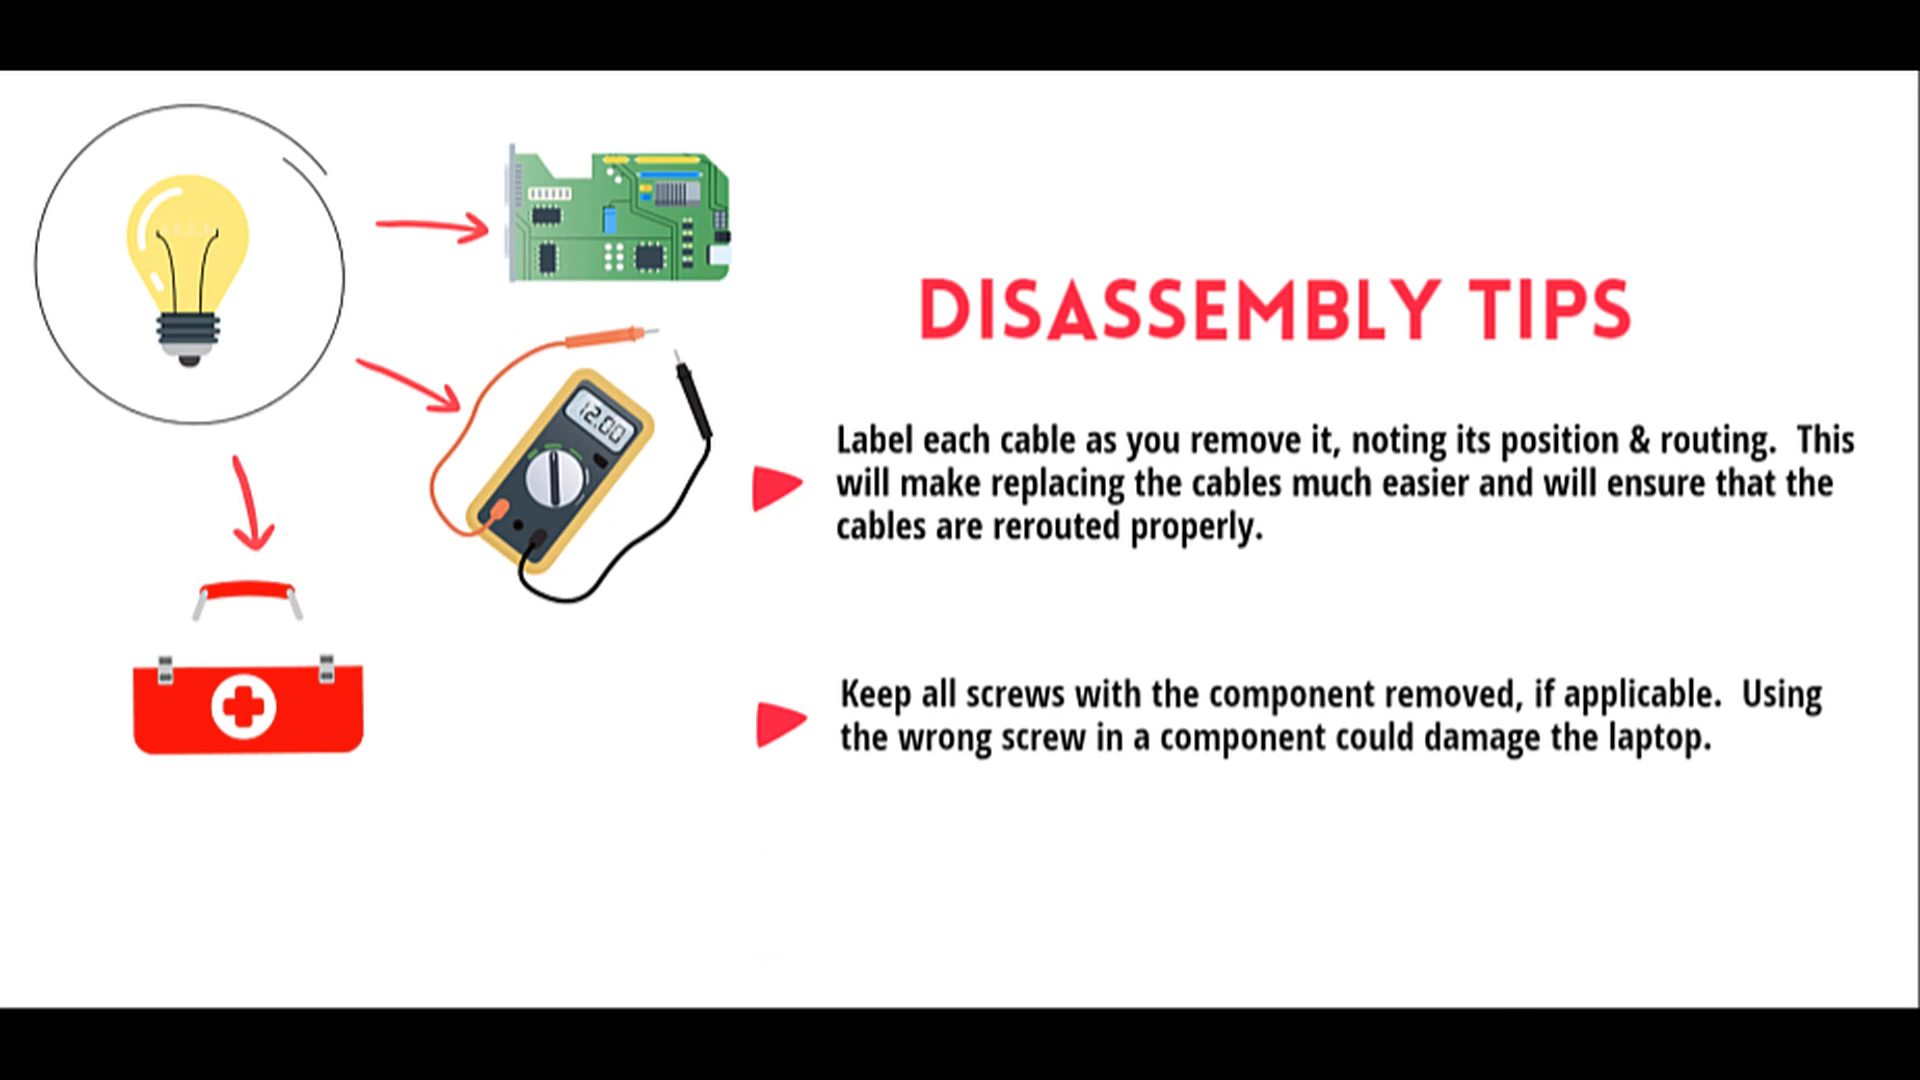 DISASSEMBLY TIPS
12.00
Label each cable as you remove it, noting its position & routing. This
will make replacing the cables much easier and will ensure that the
cables are rerouted properly.
Keep all screws with the component removed, if applicable. Using
the wrong screw in a component could damage the laptop.